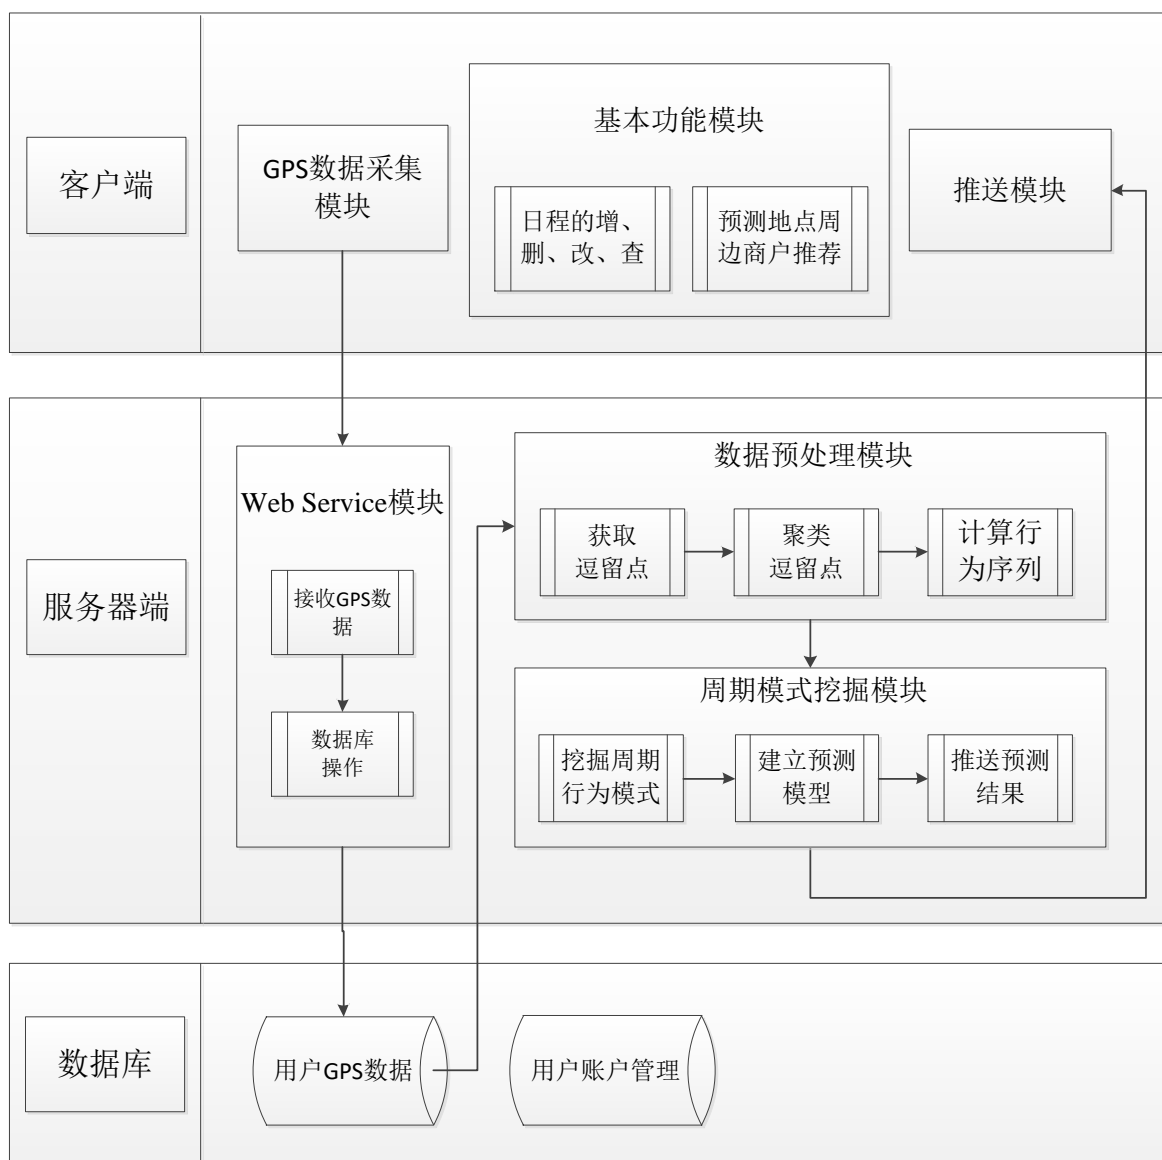 客户端
GPS数据采集
模块
基本功能模块
日程的增、
删、改、查
预测地点周
边商户推荐
推送模块
服务器端
Web Service模块
接收GPS数
据
数据库
操作
数据预处理模块
获取
逗留点
聚类
逗留点
计算行
为序列
周期模式挖掘模块
挖掘周期
行为模式
建立预测
模型
推送预测
结果
数据库
用户GPS数据
用户账户管理